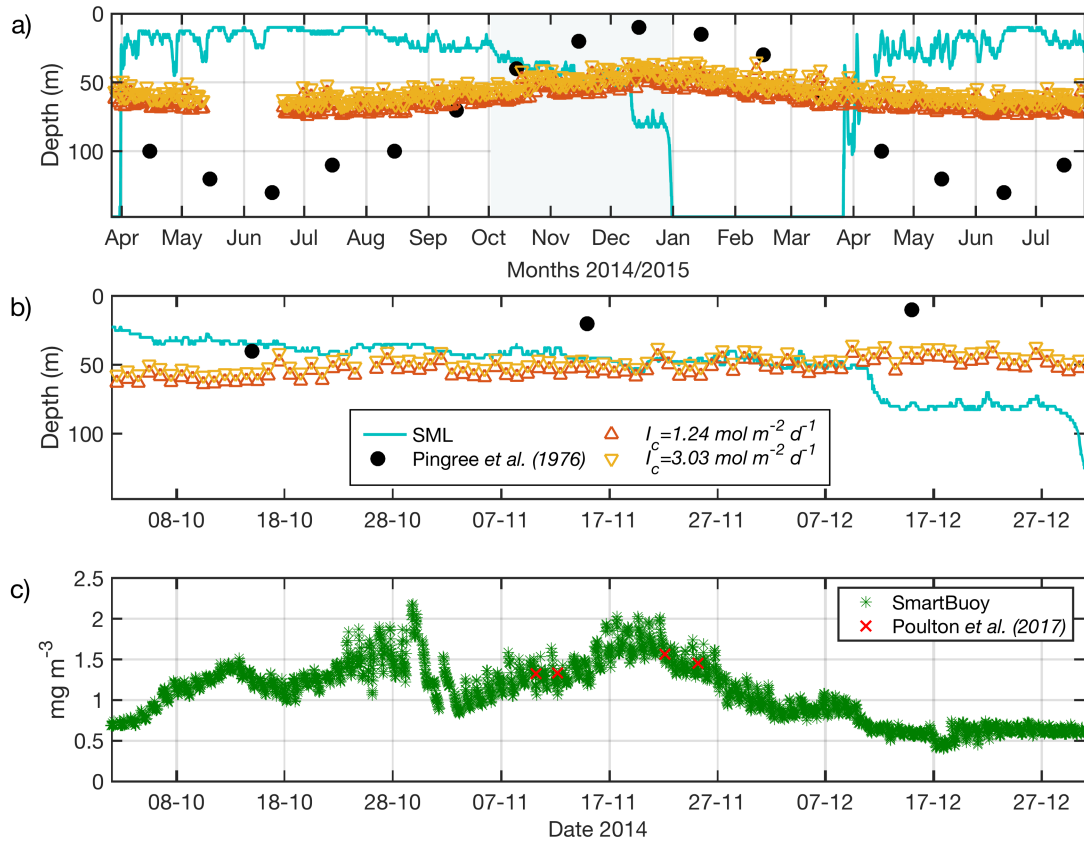 a)
0
50
100
Depth (m)
Apr May Jun Jul Aug Sep Oct Nov Dec Jan Feb Mar Apr May Jun Jul
Months 2014/2015
b)
0
50
100
Depth (m)
SML
Pingree et al. (1976)
I_c=1.24 mol m^-2 d^-1
I_c=3.03 mol m^-2 d^-1
08-10 18-10 28-10 07-11 17-11 27-11 07-12 17-12 27-12
c)
2.5
2
1.5
1
0.5
0
mg m^-3
SmartBuoy
Poulton et al. (2017)
08-10 18-10 28-10 07-11 17-11 27-11 07-12 17-12 27-12
Date 2014